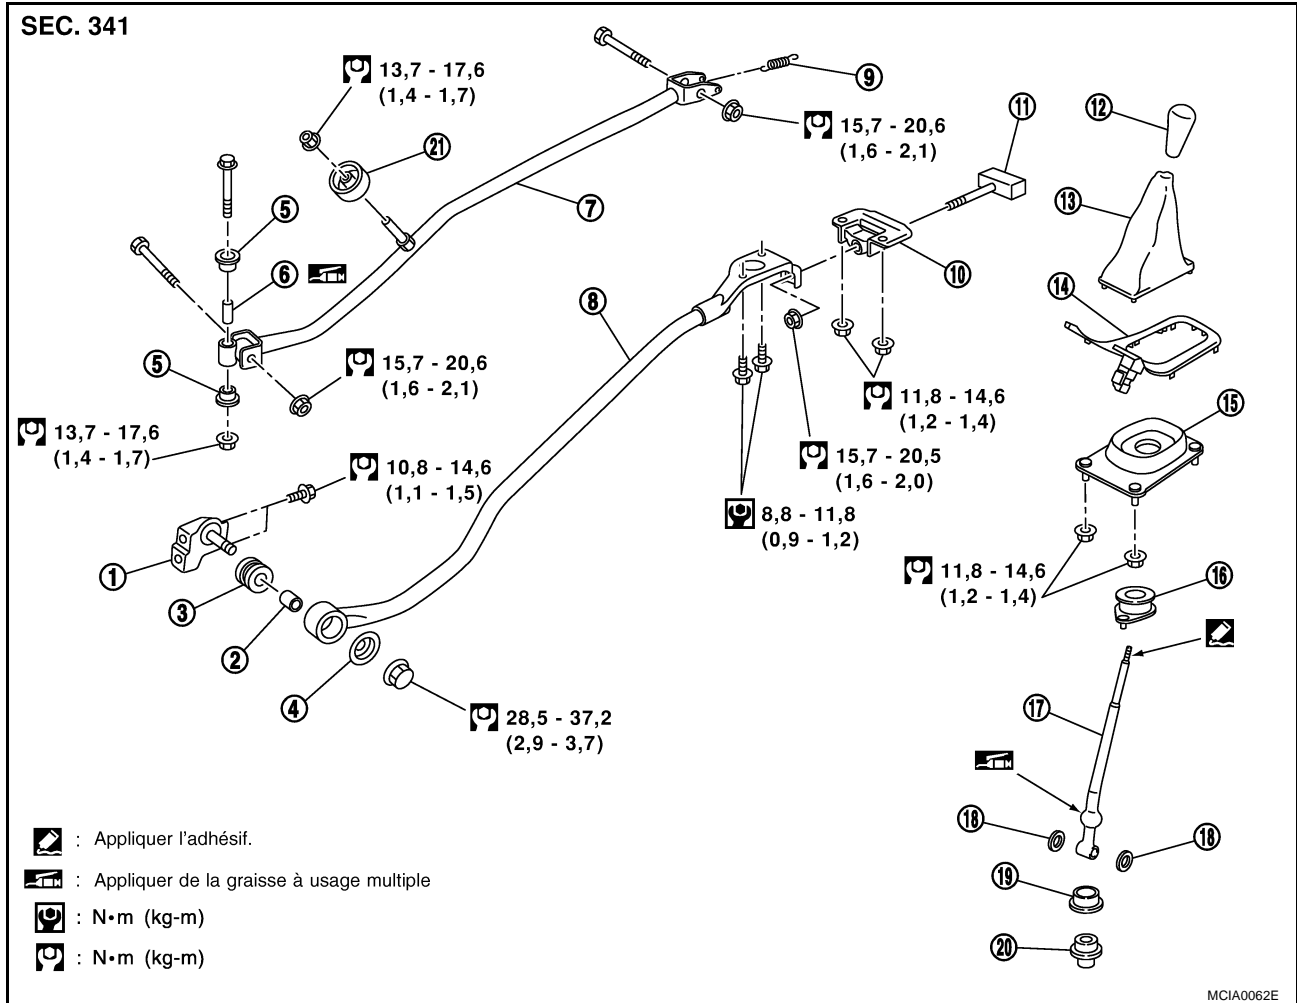 SEC. 341
13,7 - 17,6
(1,4 - 1,7)
9
15,7 - 20,6
(1,6 - 2,1)
11
12
21
5
7
13
6
10
8
14
5
15,7 - 20,6
(1,6 - 2,1)
11,8 - 14,6
(1,2 - 1,4)
15
13,7 - 17,6
(1,4 - 1,7)
10,8 - 14,6
(1,1 - 1,5)
15,7 - 20,5
(1,6 - 2,0)
8,8 - 11,8
(0,9 - 1,2)
1
3
11,8 - 14,6
(1,2 - 1,4)
16
2
4
28,5 - 37,2
(2,9 - 3,7)
17
18
18
19
20
: Appliquer l'adhésif.
: Appliquer de la graisse à usage multiple
: N•m (kg-m)
: N•m (kg-m)
MCIA0062E